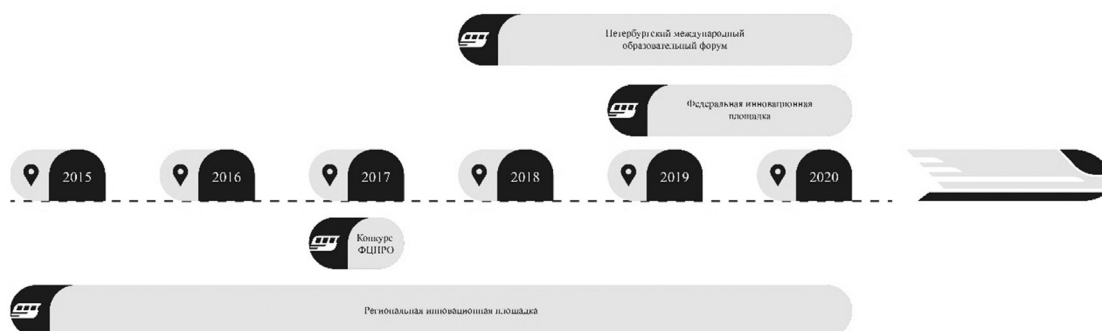 Петербургский международный
образовательный форум
Федеральная инновационная
площадка
2015
2016
2017
2018
2019
2020
Конкурс
ФЦПРО
Региональная инновационная площадка